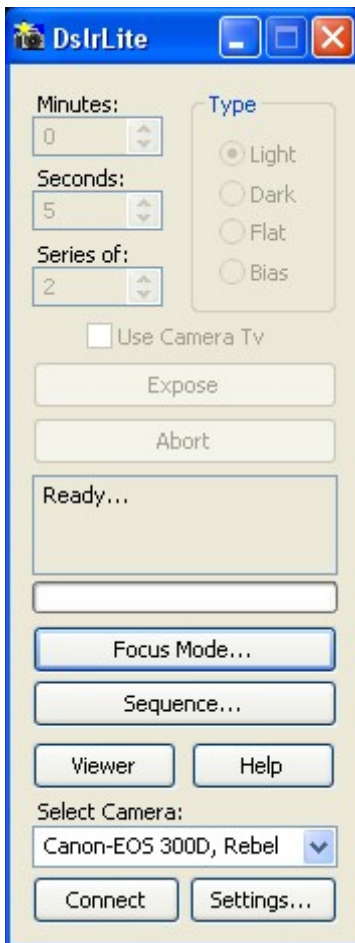 DslrLite
Minutes:
0
Seconds:
5
Series of:
2
Type
Light
Dark
Flat
Bias
Use Camera Tv
Expose
Abort
Ready...
Focus Mode...
Sequence...
Viewer Help
Select Camera:
Canon-EOS 300D, Rebel
Connect Settings...